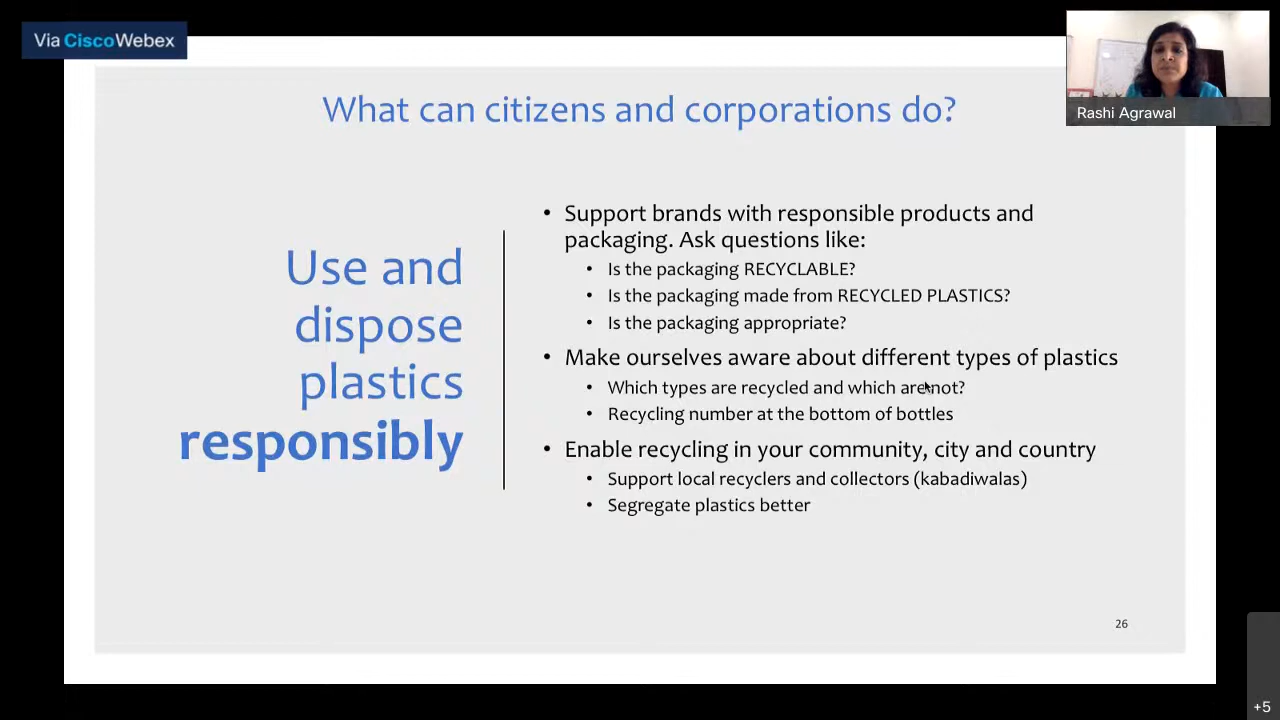 Via CiscoWebex
What can citizens and corporations do?
Rashi Agrawal
Use and
dispose
plastics
responsibly
• Support brands with responsible products and
packaging. Ask questions like:
• Is the packaging RECYCLABLE?
• Is the packaging made from RECYCLED PLASTICS?
• Is the packaging appropriate?
• Make ourselves aware about different types of plastics
• Which types are recycled and which are not?
• Recycling number at the bottom of bottles
• Enable recycling in your community, city and country
• Support local recyclers and collectors (kabadiwalas)
• Segregate plastics better
26
+5